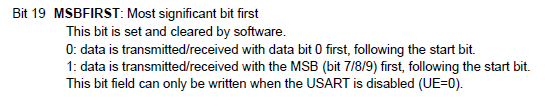 Bit 19 MSBFIRST: Most significant bit first
This bit is set and cleared by software.
0: data is transmitted/received with data bit 0 first, following the start bit.
1: data is transmitted/received with the MSB (bit 7/8/9) first, following the start bit.
This bit field can only be written when the USART is disabled (UE=0).